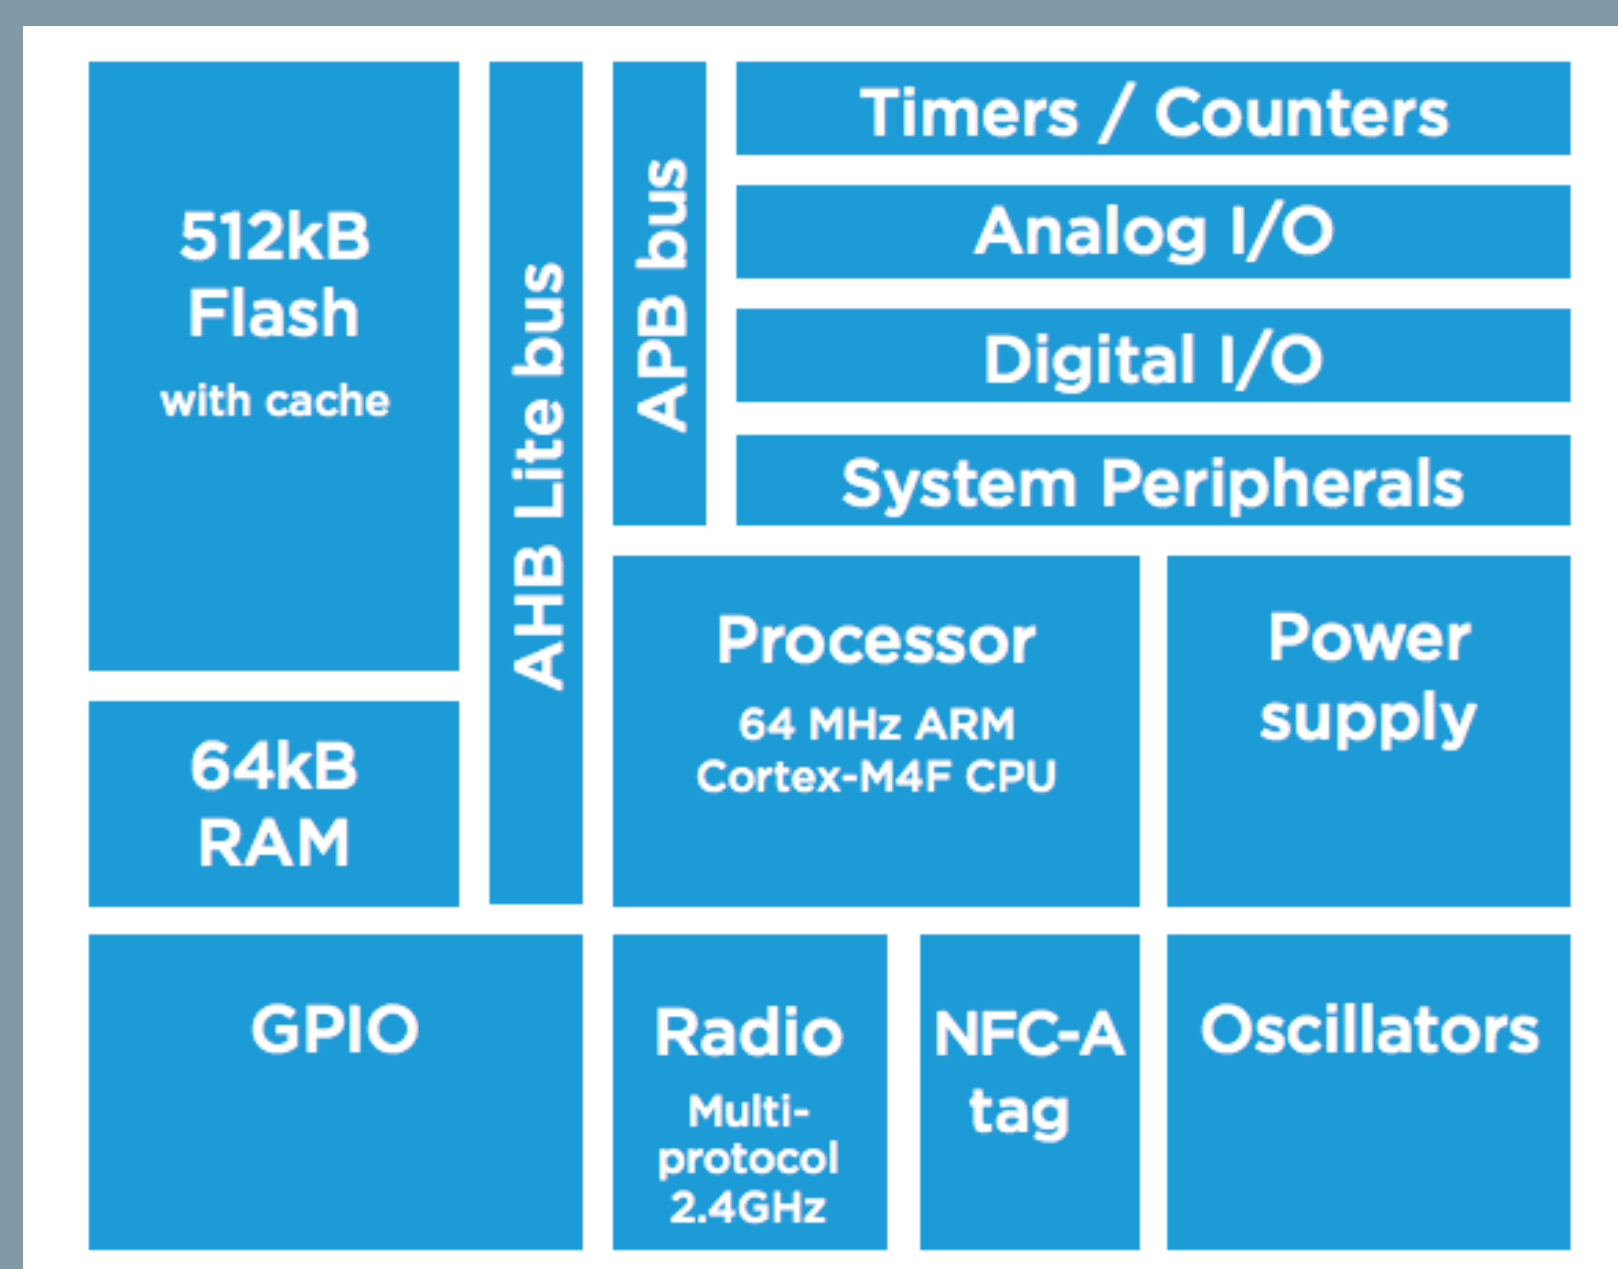 512kB
Flash
with cache
64kB
RAM
AHB Lite bus
APB bus
Timers / Counters
Analog I/O
Digital I/O
System Peripherals
Processor
64 MHz ARM
Cortex-M4F CPU
Power
supply
GPIO
Radio
Multi-
protocol
2.4GHz
NFC-A
tag
Oscillators